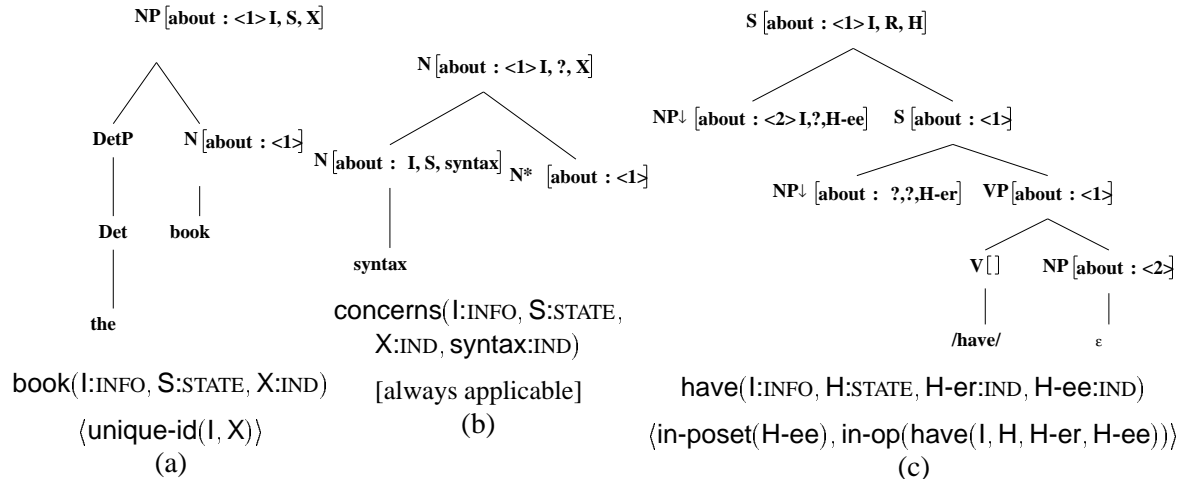 NP [about : <1> I, S, X]
DetP
N [about : <1>]
Det
book
the
book(I:INFO, S:STATE, X:IND)
⟨unique-id(I, X)⟩
(a)
N [about : <1> I, ?, X]
N [about : I, S, syntax]
N* [about : <1>]
syntax
concerns(I:INFO, S:STATE,
X:IND, syntax:IND)
[always applicable]
(b)
S [about : <1> I, R, H]
NP↓ [about : <2> I,?,H-ee]
S [about : <1>]
NP↓ [about : ?,?,H-er]
VP [about : <1>]
V [ ]
NP [about : <2>]
/have/
ε
have(I:INFO, H:STATE, H-er:IND, H-ee:IND)
⟨in-poset(H-ee), in-op(have(I, H, H-er, H-ee))⟩
(c)